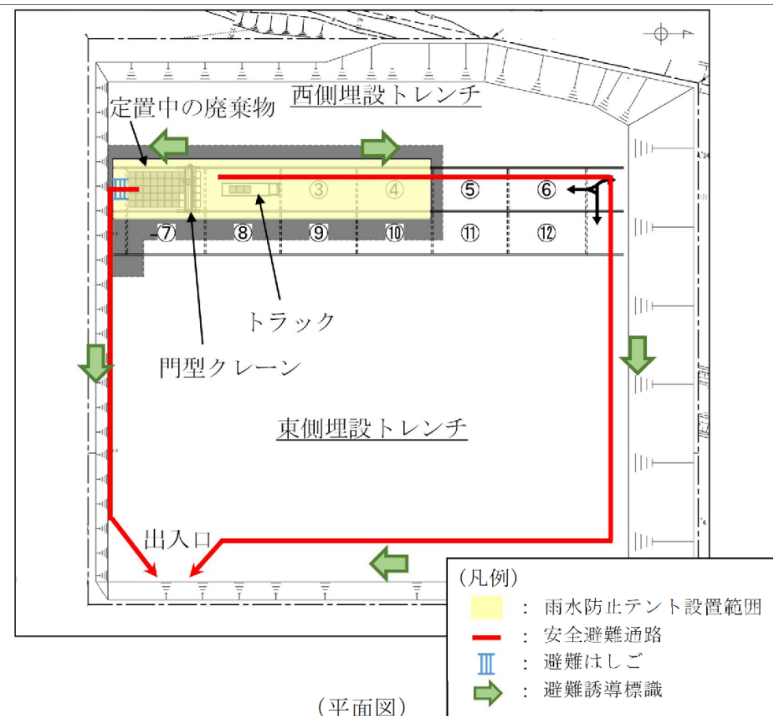 西側埋設トレンチ
定置中の廃棄物
③ ④ ⑤ ⑥
⑦ ⑧ ⑨ ⑩ ⑪ ⑫
トラック
門型クレーン
東側埋設トレンチ
出入口
(凡例)
： 雨水防止テント設置範囲
： 安全避難通路
： 避難はしご
： 避難誘導標識
(平面図)